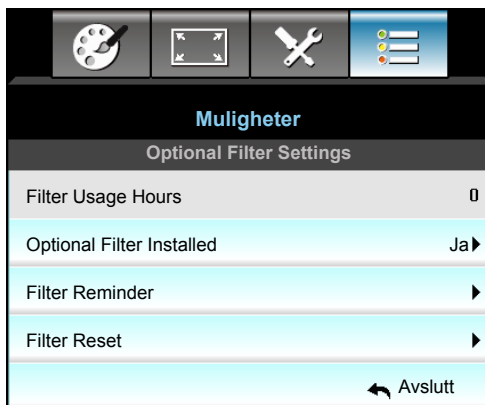 Muligheter
Optional Filter Settings
Filter Usage Hours 0
Optional Filter Installed Ja
Filter Reminder
Filter Reset
Avslutt